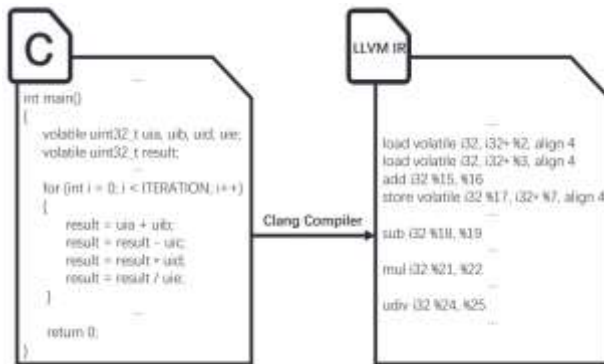 C
...
int main()
{
volatile uint32_t uia, uib, uid, uie;
volatile uint32_t result;
...
for (int i = 0; i < ITERATION; i++)
{
result = uia + uib;
result = result - uic;
result = result * uid;
result = result / uie;
}
...
return 0;
}
Clang Compiler
LLVM IR
...
load volatile i32, i32* %2, align 4
load volatile i32, i32* %3, align 4
add i32 %15, %16
store volatile i32 %17, i32* %7, align 4
...
sub i32 %18, %19
...
mul i32 %21, %22
...
udiv i32 %24, %25
...